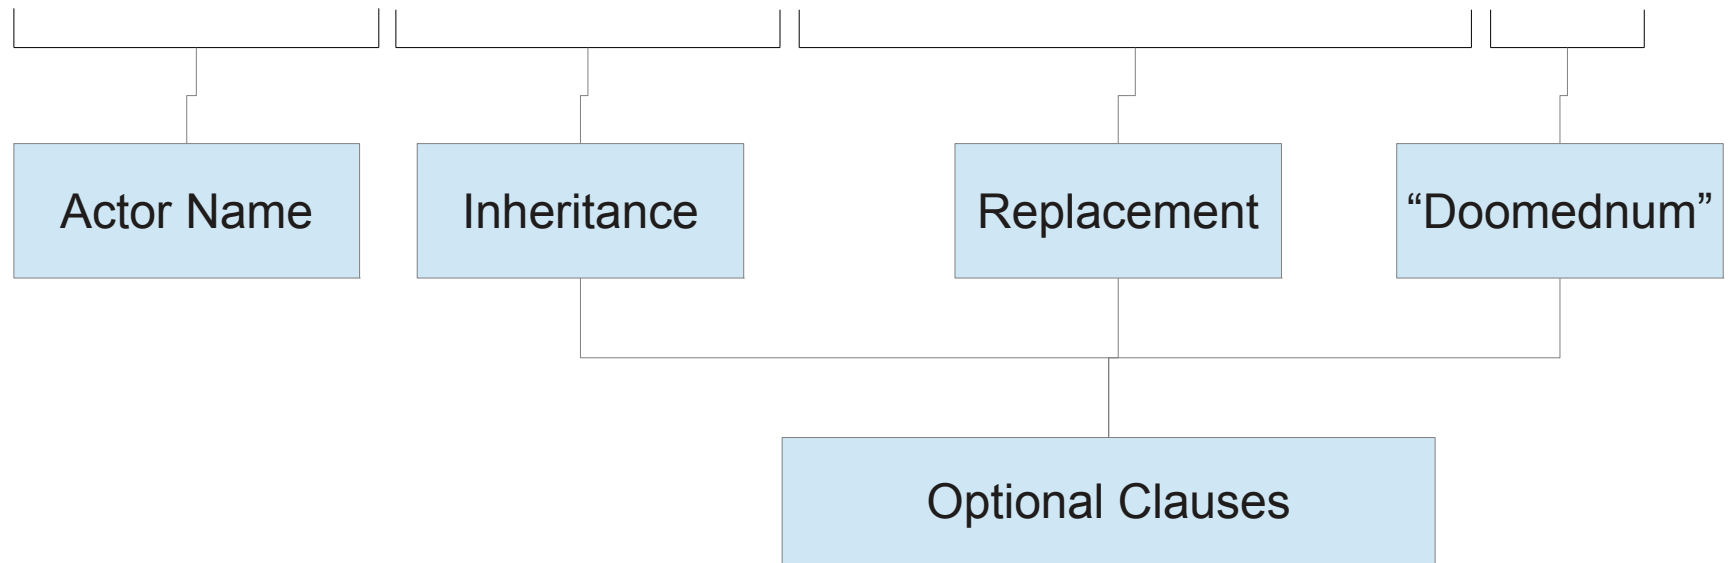 Actor Name
Inheritance
Replacement
“Doomednum”
Optional Clauses